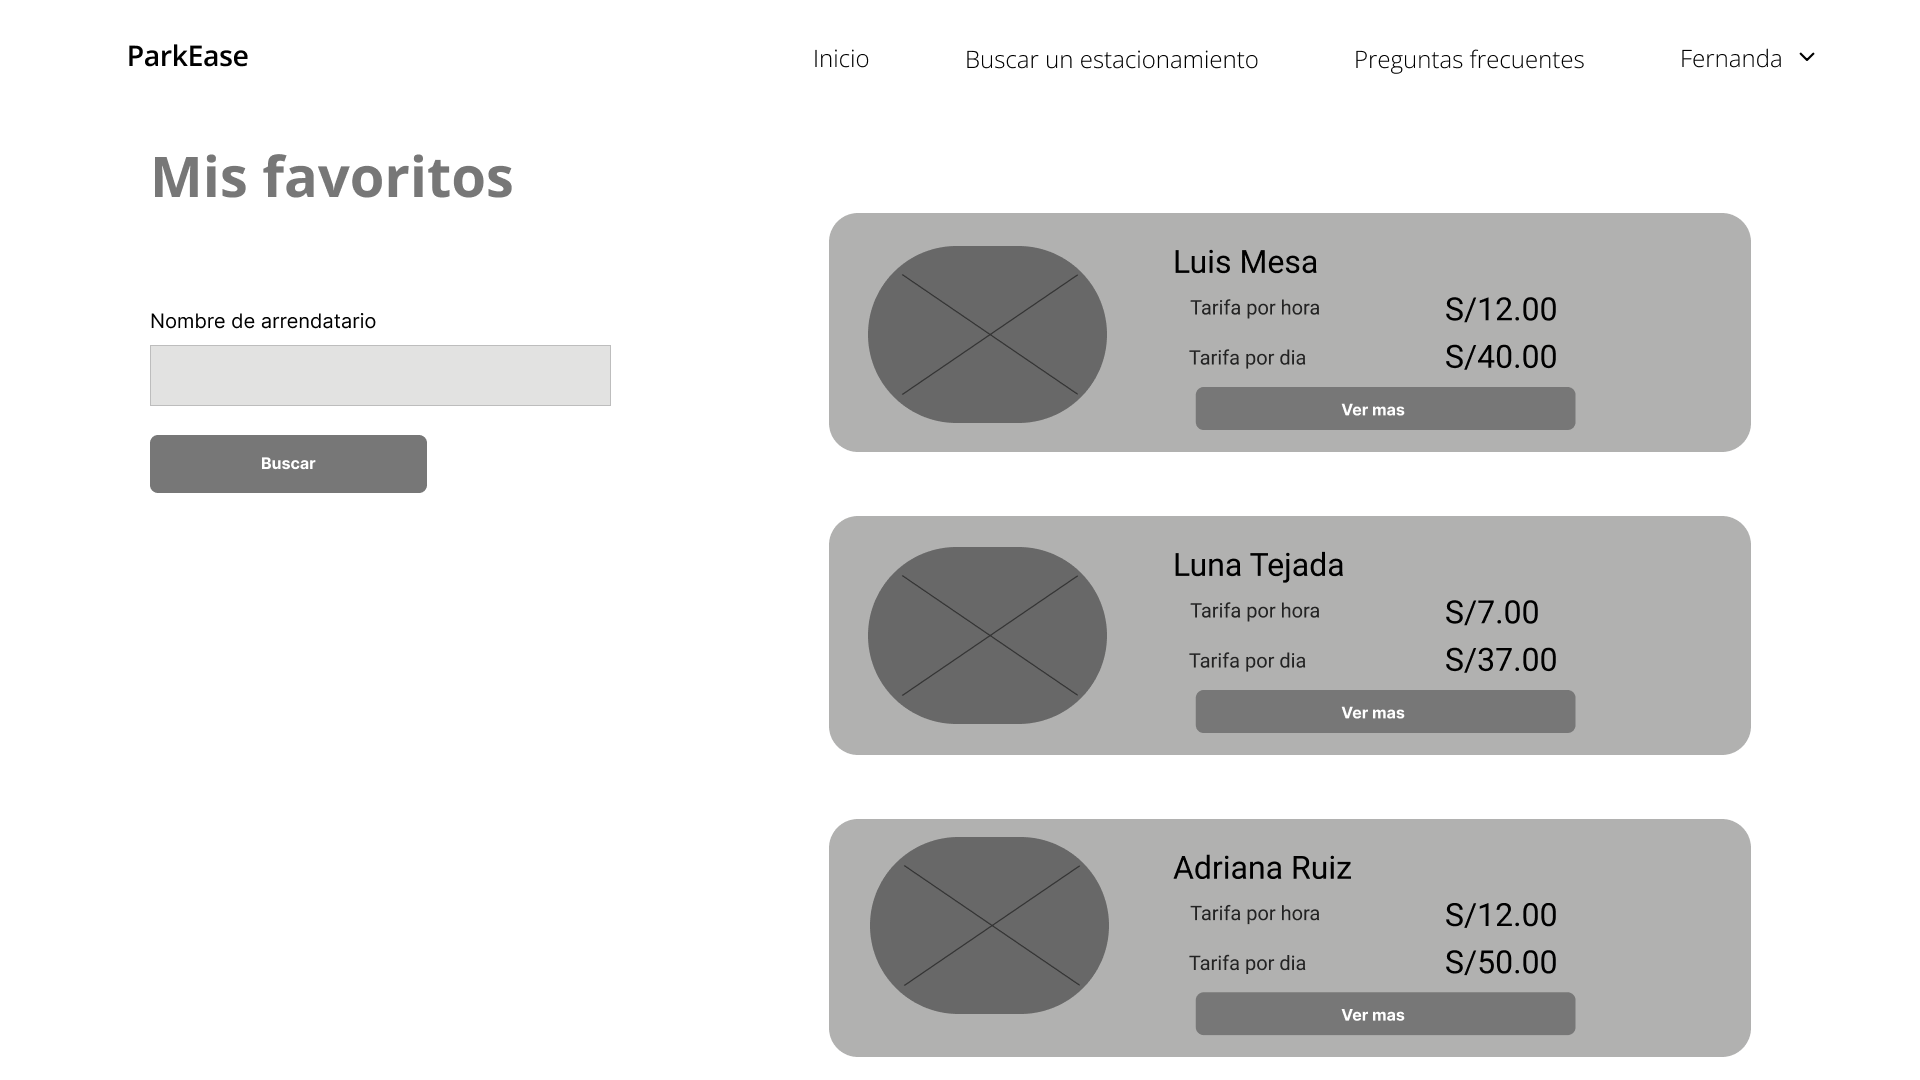 ParkEase
Inicio
Buscar un estacionamiento
Preguntas frecuentes
Fernanda
Mis favoritos
Nombre de arrendatario
Buscar
Luis Mesa
Tarifa por hora S/12.00
Tarifa por dia S/40.00
Ver mas
Luna Tejada
Tarifa por hora S/7.00
Tarifa por dia S/37.00
Ver mas
Adriana Ruiz
Tarifa por hora S/12.00
Tarifa por dia S/50.00
Ver mas